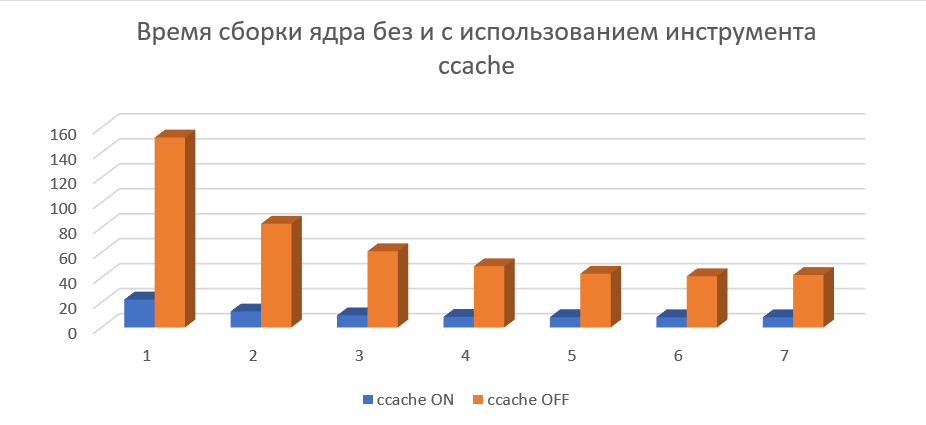 Время сборки ядра без и с использованием инструмента
ccache
160
140
120
100
80
60
40
20
0
1 2 3 4 5 6 7
ccache ON ccache OFF